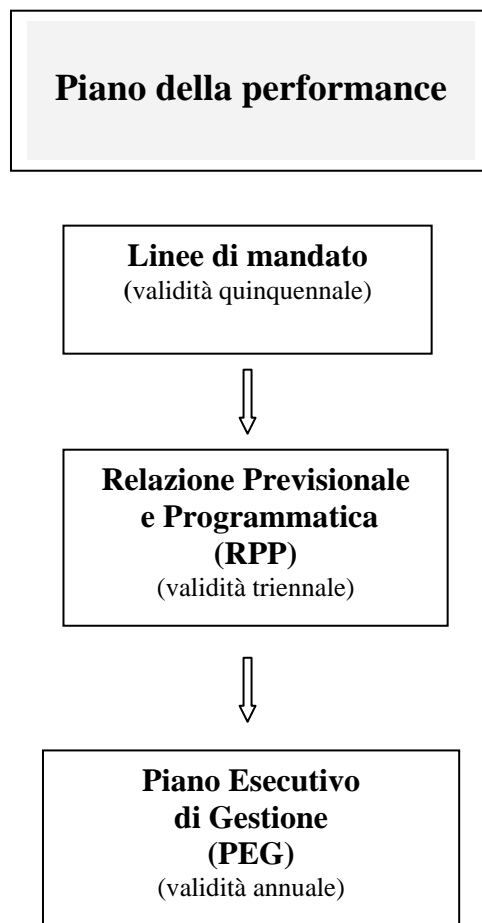 Piano della performance
Linee di mandato
(validità quinquennale)
Relazione Previsionale
e Programmatica
(RPP)
(validità triennale)
Piano Esecutivo
di Gestione
(PEG)
(validità annuale)